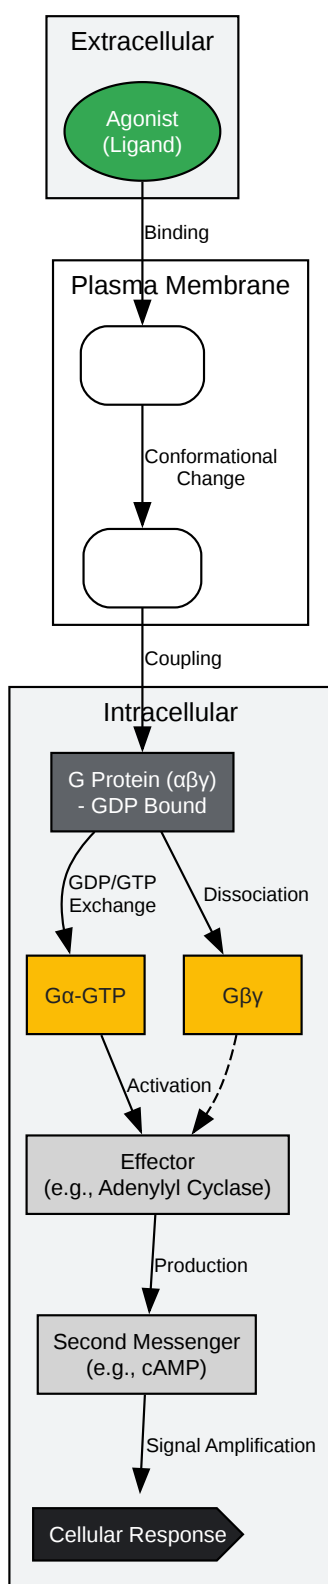 Extracellular
Agonist
(Ligand)
Binding
Plasma Membrane
Conformational
Change
Coupling
Intracellular
G Protein (αβγ)
- GDP Bound
GDP/GTP
Exchange
Dissociation
Gα-GTP
Gβγ
Activation
Effector
(e.g., Adenylyl Cyclase)
Production
Second Messenger
(e.g., cAMP)
Signal Amplification
Cellular Response